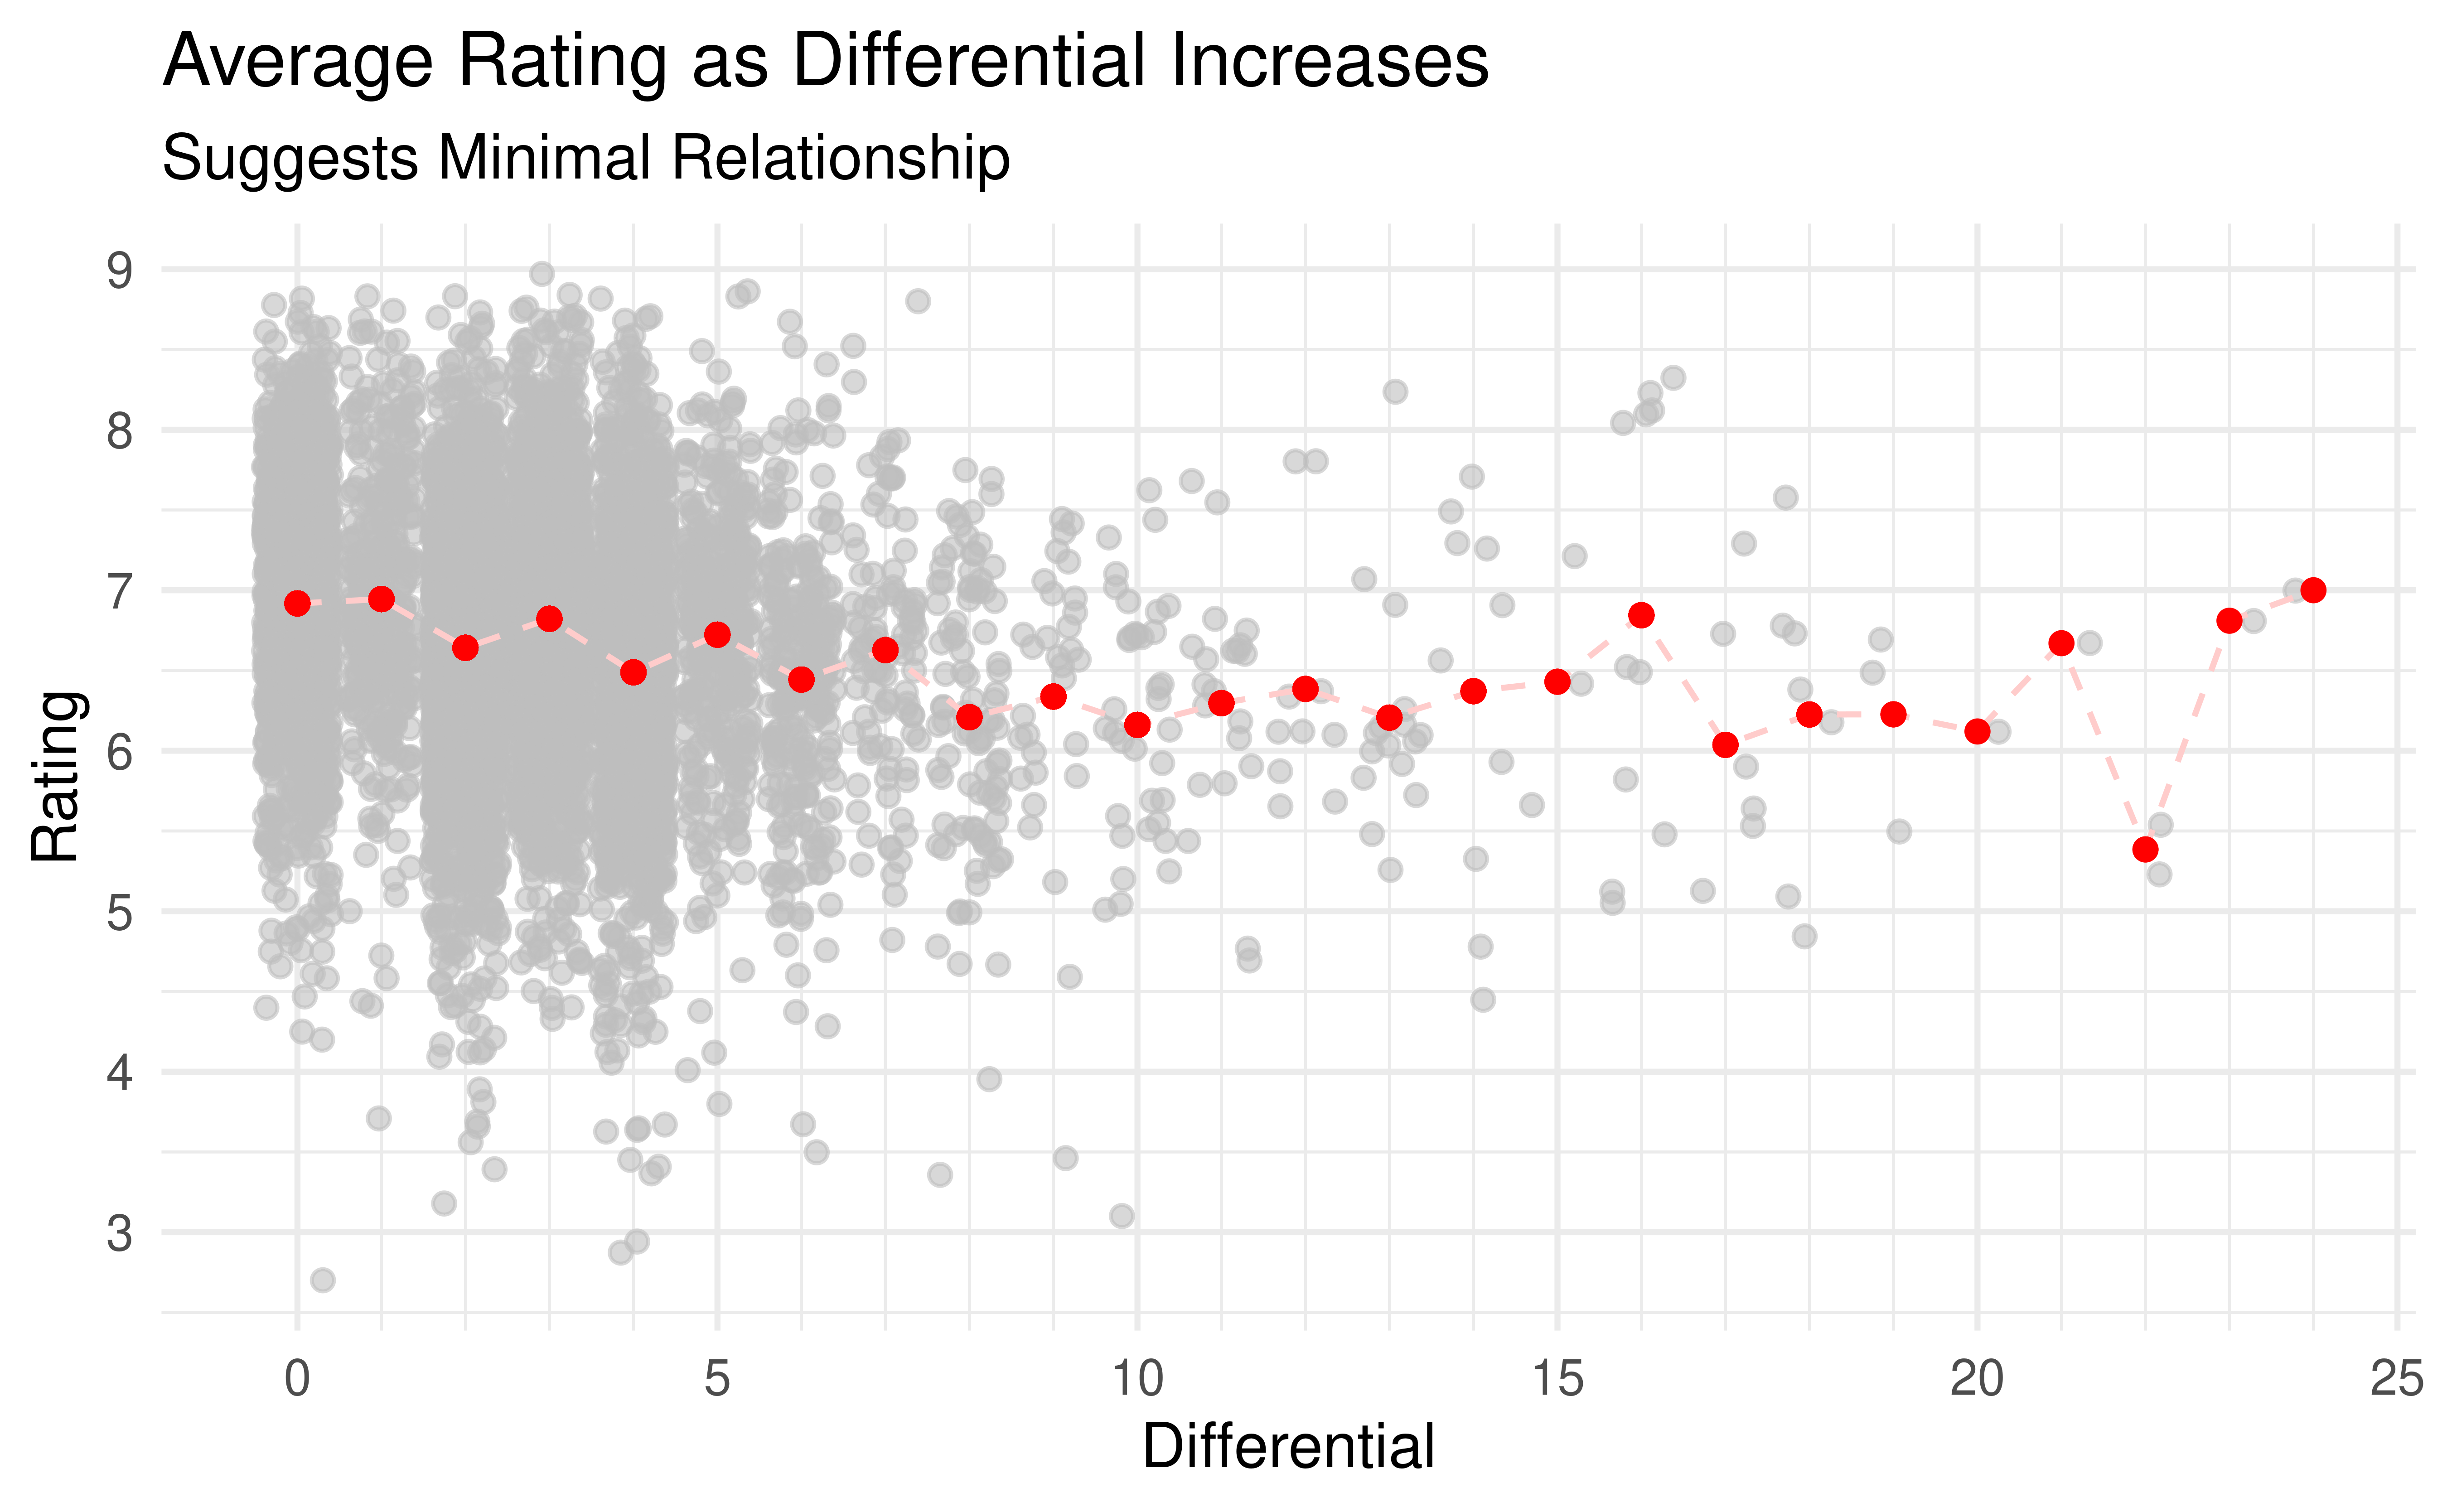 Average Rating as Differential Increases
Suggests Minimal Relationship
Rating
9
8
7
6
5
4
3
0 5 10 15 20 25
Differential